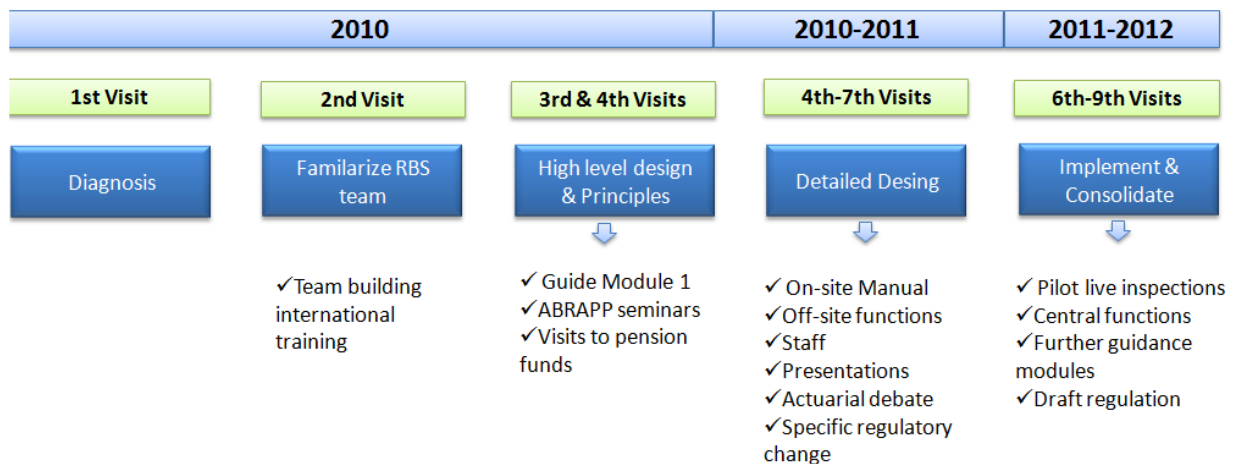 2010
2010-2011
2011-2012
1st Visit
2nd Visit
3rd & 4th Visits
4th-7th Visits
6th-9th Visits
Diagnosis
Familarize RBS
team
High level design
& Principles
Detailed Desing
Implement &
Consolidate
✓Team building
international
training
✓ Guide Module 1
✓ABRAPP seminars
✓Visits to pension
funds
✓ On-site Manual
✓Off-site functions
✓Staff
✓Presentations
✓Actuarial debate
✓Specific regulatory
change
✓ Pilot live inspections
✓Central functions
✓Further guidance
modules
✓Draft regulation